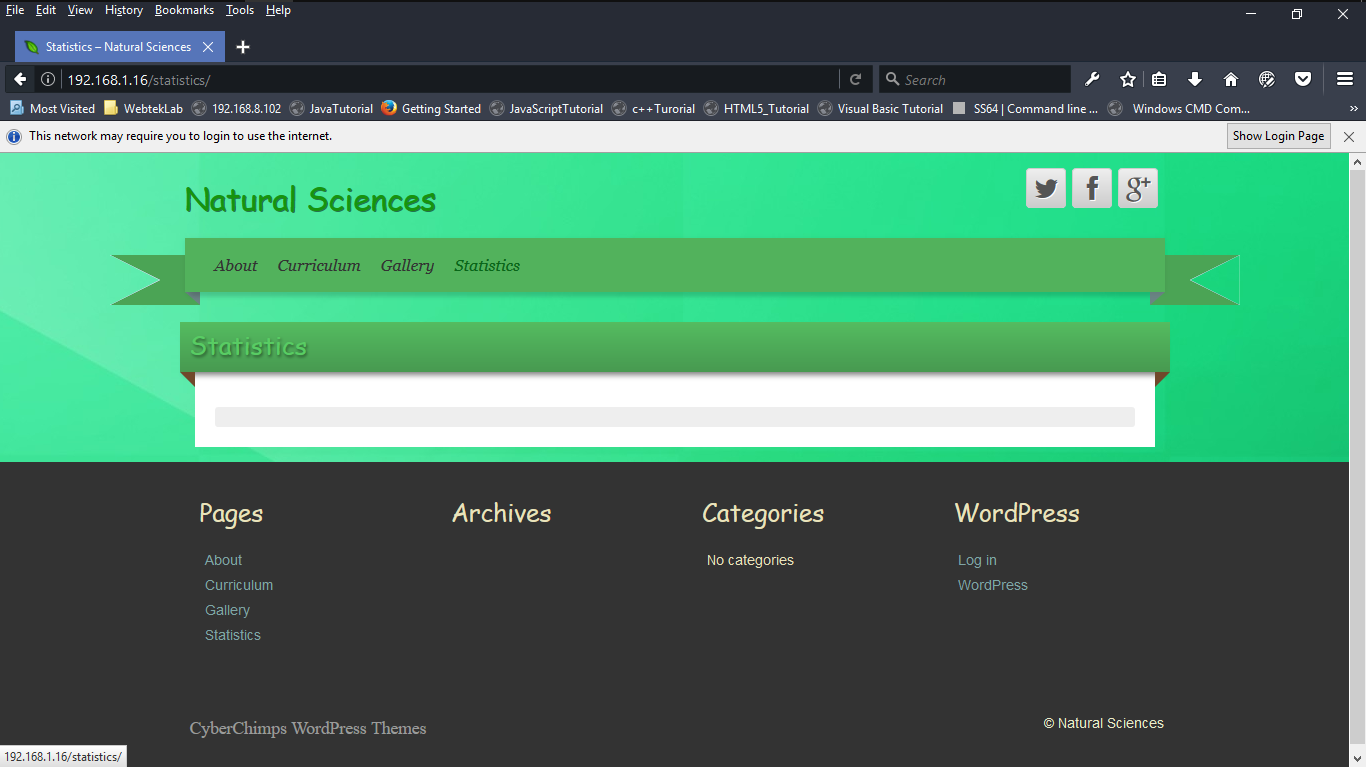 File Edit View History Bookmarks Tools Help
Statistics – Natural Sciences
192.168.1.16/statistics/ Search
Most Visited WebtekLab 192.168.8.102 JavaTutorial Getting Started JavaScriptTutorial c++Turorial HTML5_Tutorial Visual Basic Tutorial SS64 | Command line ... Windows CMD Com...
This network may require you to login to use the internet. Show Login Page
Natural Sciences
About Curriculum Gallery Statistics
Statistics
Pages Archives Categories WordPress
About No categories Log in
Curriculum WordPress
Gallery
Statistics
CyberChimps WordPress Themes © Natural Sciences
192.168.1.16/statistics/